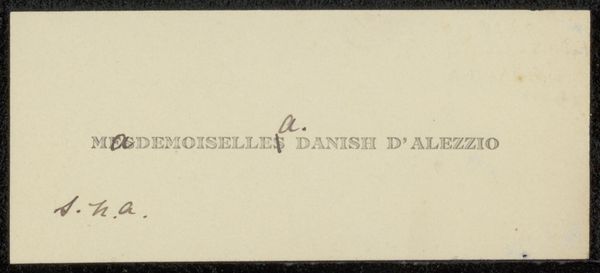 a.
MESDEMOISELLES DANISH D'ALEZZIO
a
s.n.a.